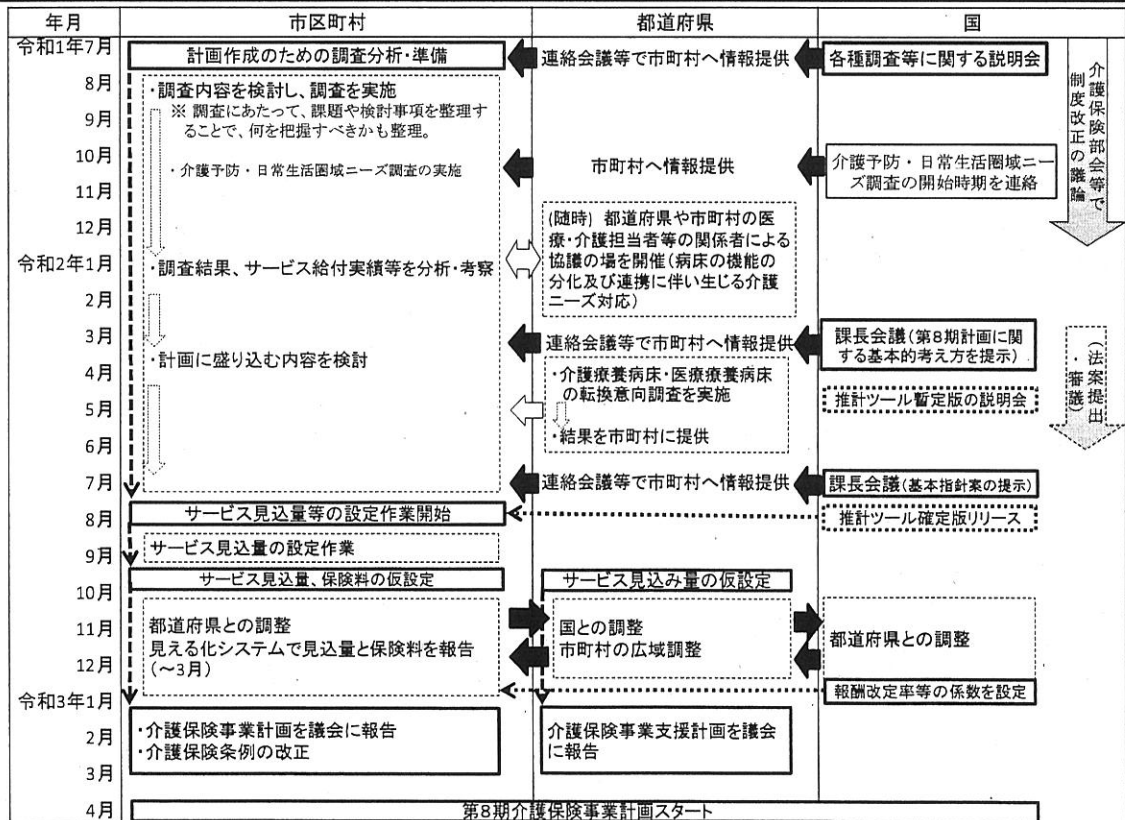 年月
市区町村
都道府県
国
令和1年7月
8月
9月
10月
11月
12月
令和2年1月
2月
3月
4月
5月
6月
7月
8月
9月
10月
11月
12月
令和3年1月
2月
3月
4月
計画作成のための調査分析・準備
連絡会議等で市町村へ情報提供
各種調査等に関する説明会
・調査内容を検討し、調査を実施
※ 調査にあたって、課題や検討事項を整理す
ることで、何を把握すべきかも整理。
・介護予防・日常生活圏域ニーズ調査の実施
市町村へ情報提供
介護予防・日常生活圏域ニー
ズ調査の開始時期を連絡
介護保険部会等で
制度改正の議論
(随時) 都道府県や市町村の医
療・介護担当者等の関係者による
協議の場を開催(病床の機能の
分化及び連携に伴い生じる介護
ニーズ対応)
・調査結果、サービス給付実績等を分析・考察
連絡会議等で市町村へ情報提供
課長会議(第8期計画に関
する基本的考え方を提示)
(法案提出
・審議)
・計画に盛り込む内容を検討
・介護療養病床・医療療養病床
の転換意向調査を実施
・結果を市町村に提供
推計ツール暫定版の説明会
連絡会議等で市町村へ情報提供
課長会議(基本指針案の提示)
サービス見込量等の設定作業開始
推計ツール確定版リリース
サービス見込量の設定作業
サービス見込量、保険料の仮設定
サービス見込み量の仮設定
都道府県との調整
見える化システムで見込量と保険料を報告
(～3月)
国との調整
市町村の広域調整
都道府県との調整
報酬改定率等の係数を設定
・介護保険事業計画を議会に報告
・介護保険条例の改正
介護保険事業支援計画を議会
に報告
第8期介護保険事業計画スタート